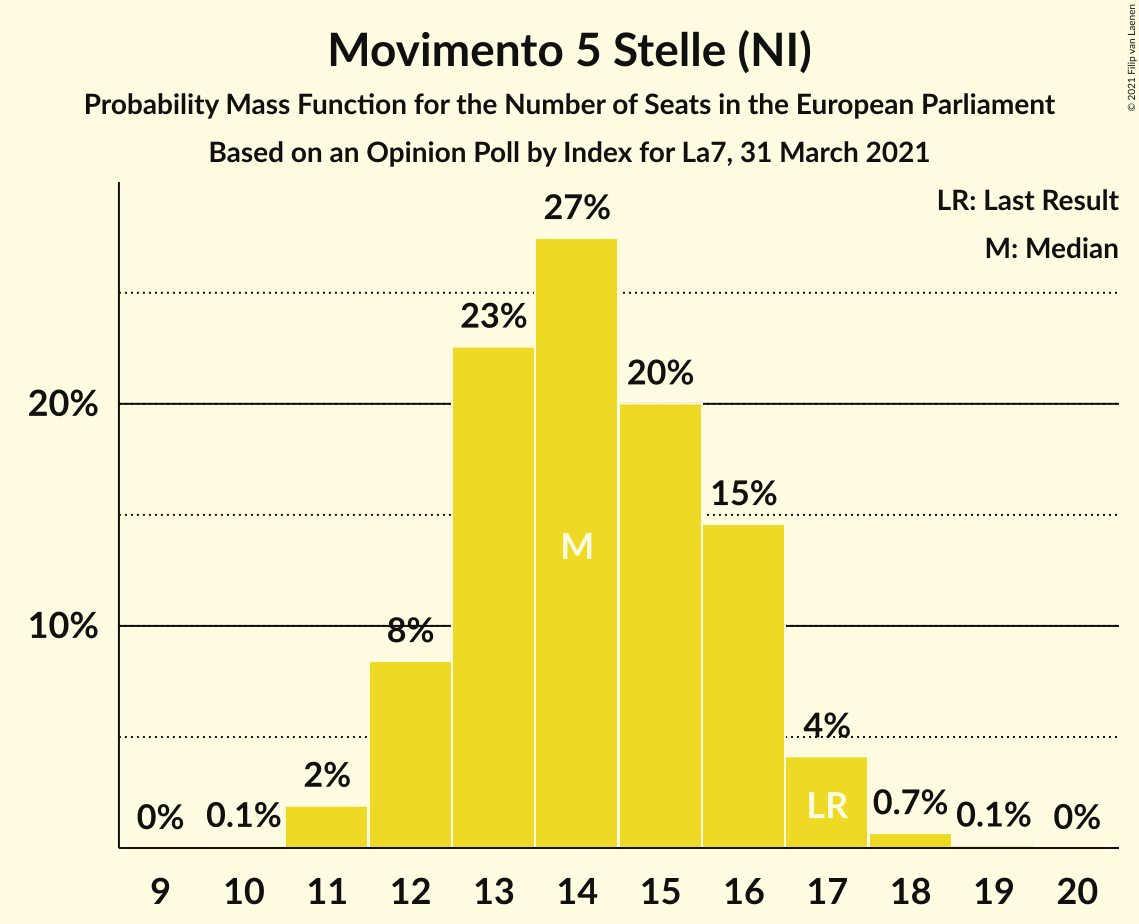 Movimento 5 Stelle (NI)
Probability Mass Function for the Number of Seats in the European Parliament
Based on an Opinion Poll by Index for La7, 31 March 2021
© 2021 Filip van Laenen
LR: Last Result
M: Median
27%
23%
20%
20%
15%
M
10%
8%
4%
2%
LR
0%
0.1%
0.7%
0.1%
0%
9 10 11 12 13 14 15 16 17 18 19 20